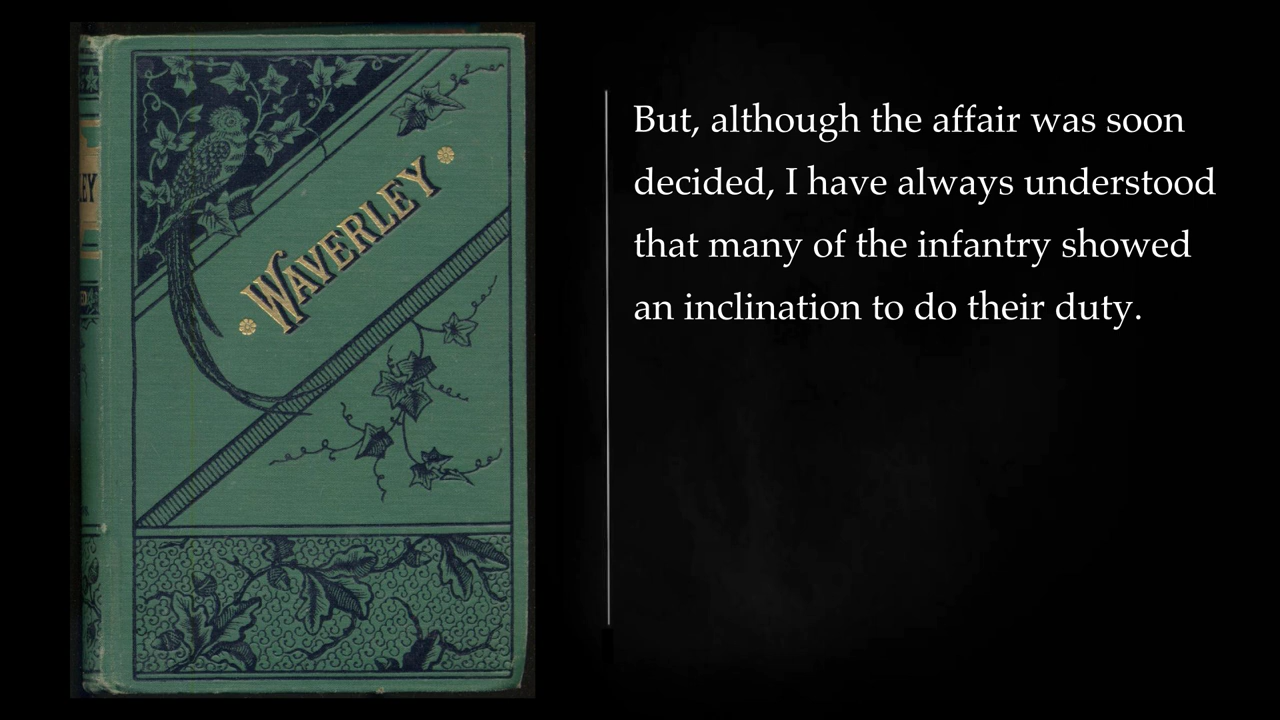 EY
WAVERLEY
But, although the affair was soon
decided, I have always understood
that many of the infantry showed
an inclination to do their duty.